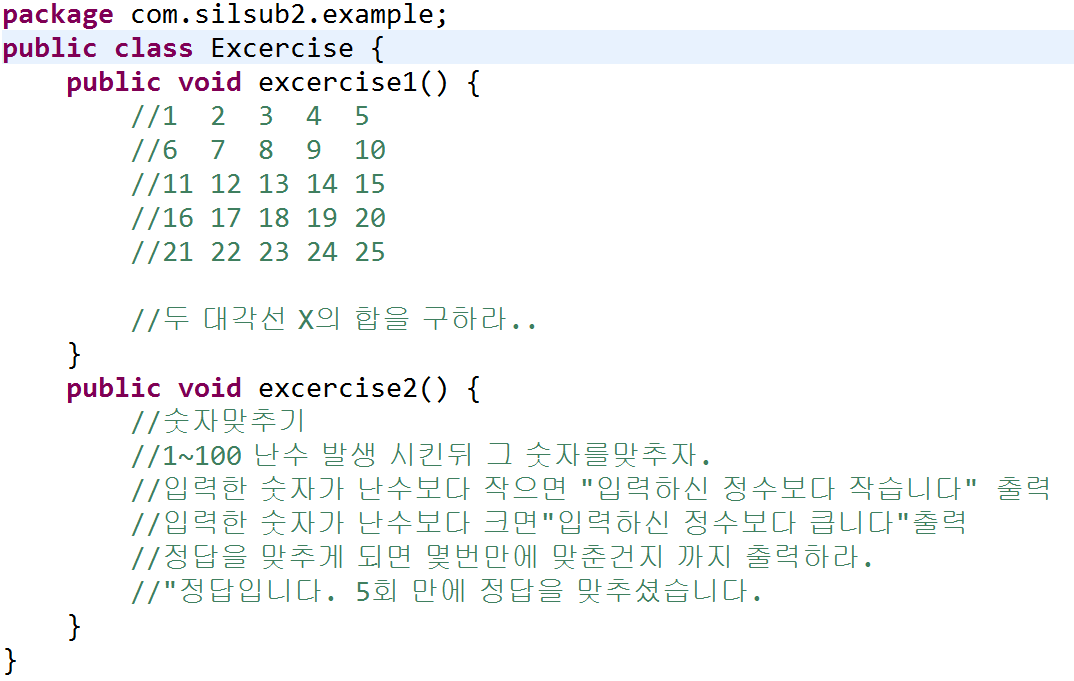 package com.silsub2.example;
public class Excercise {
public void excercise1() {
//1 2 3 4 5
//6 7 8 9 10
//11 12 13 14 15
//16 17 18 19 20
//21 22 23 24 25
//두 대각선 X의 합을 구하라..
}
public void excercise2() {
//숫자맞추기
//1~100 난수 발생 시킨뒤 그 숫자를맞추자.
//입력한 숫자가 난수보다 작으면 "입력하신 정수보다 작습니다" 출력
//입력한 숫자가 난수보다 크면"입력하신 정수보다 큽니다"출력
//정답을 맞추게 되면 몇번만에 맞춘건지 까지 출력하라.
//"정답입니다. 5회 만에 정답을 맞추셨습니다.
}
}